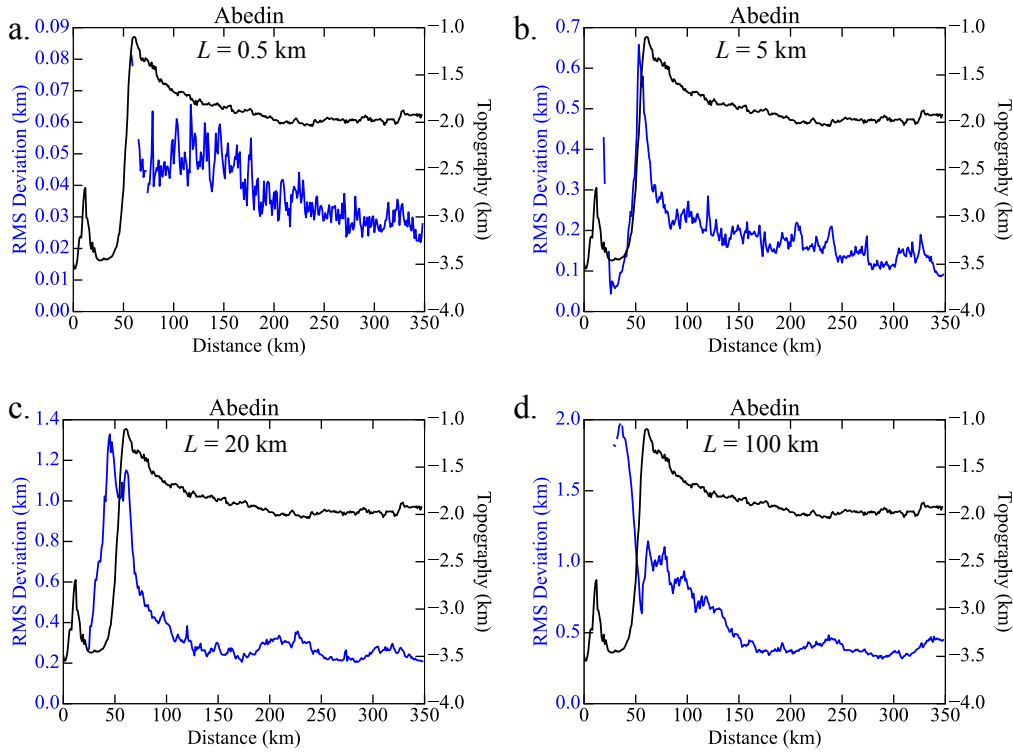 a.
Abedin
L = 0.5 km
RMS Deviation (km)
0.09
0.08
0.07
0.06
0.05
0.04
0.03
0.02
0.01
0.00
−1.0
−1.5
−2.0
−2.5
−3.0
−3.5
−4.0
Topography (km)
0 50 100 150 200 250 300 350
Distance (km)
b.
Abedin
L = 5 km
RMS Deviation (km)
0.7
0.6
0.5
0.4
0.3
0.2
0.1
0.0
−1.0
−1.5
−2.0
−2.5
−3.0
−3.5
−4.0
Topography (km)
0 50 100 150 200 250 300 350
Distance (km)
c.
Abedin
L = 20 km
RMS Deviation (km)
1.4
1.2
1.0
0.8
0.6
0.4
0.2
0.0
−1.0
−1.5
−2.0
−2.5
−3.0
−3.5
−4.0
Topography (km)
0 50 100 150 200 250 300 350
Distance (km)
d.
Abedin
L = 100 km
RMS Deviation (km)
2.0
1.5
1.0
0.5
0.0
−1.0
−1.5
−2.0
−2.5
−3.0
−3.5
−4.0
Topography (km)
0 50 100 150 200 250 300 350
Distance (km)